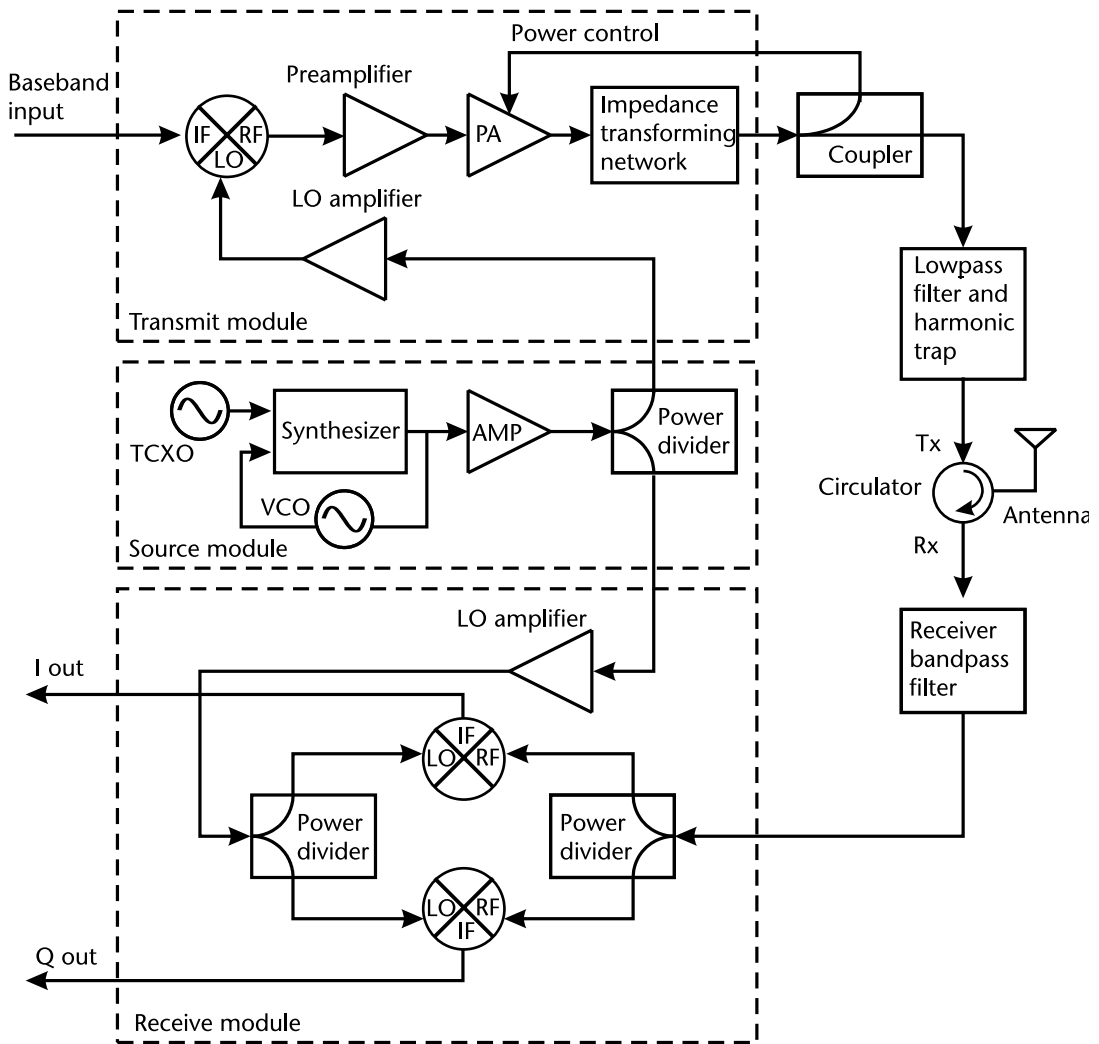 Power control
Baseband
input
Preamplifier
IF
RF
LO
PA
Impedance
transforming
network
Coupler
LO amplifier
Transmit module
Lowpass
filter and
harmonic
trap
TCXO
Synthesizer
AMP
Power
divider
VCO
Source module
Tx
Circulator
Antenna
Rx
LO amplifier
Receiver
bandpass
filter
I out
IF
LO
RF
Power
divider
Power
divider
LO
RF
IF
Q out
Receive module